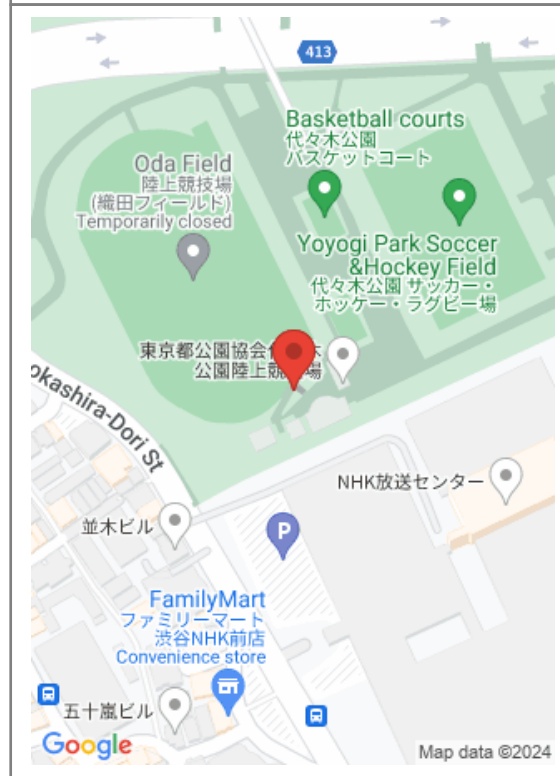 413
Basketball courts
代々木公園
バスケットコート
Oda Field
陸上競技場
(織田フィールド)
Temporarily closed
Yoyogi Park Soccer
&Hockey Field
代々木公園 サッカー・
ホッケー・ラグビー場
東京都公園協会
公園陸上競 場
okashira-Dori St
NHK放送センター
並木ビル
P
FamilyMart
ファミリーマート
渋谷NHK前店
Convenience store
五十嵐ビル
Google
Map data ©2024